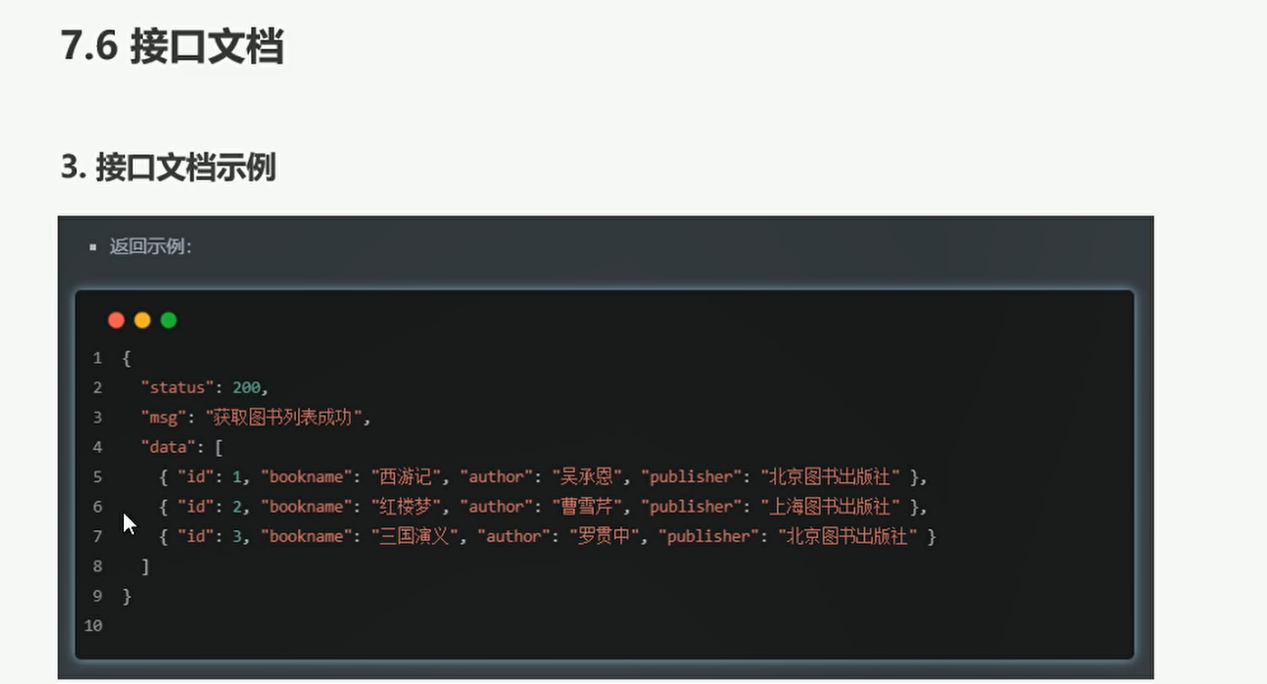 7.6 接口文档
3. 接口文档示例
▪ 返回示例：
1 {
2   "status": 200,
3   "msg": "获取图书列表成功",
4   "data": [
5     { "id": 1, "bookname": "西游记", "author": "吴承恩", "publisher": "北京图书出版社" },
6     { "id": 2, "bookname": "红楼梦", "author": "曹雪芹", "publisher": "上海图书出版社" },
7     { "id": 3, "bookname": "三国演义", "author": "罗贯中", "publisher": "北京图书出版社" }
8   ]
9 }
10